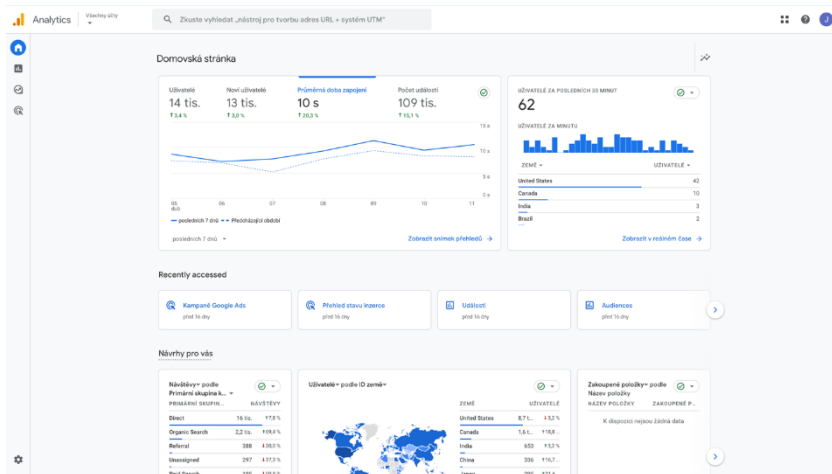 Analytics
Všechny účty
Zkuste vyhledat „nástroj pro tvorbu adres URL + systém UTM"
J
Domovská stránka
Uživatelé Noví uživatelé Průměrná doba zapojení Počet událostí
14 tis. 13 tis. 10 s 109 tis.
↑ 3,4 % ↑ 3,0 % ↑ 20,3 % ↑ 15,1 %
15 s
10 s
5 s
0 s
05 06 07 08 09 10 11
dub
posledních 7 dnů Předcházející období
posledních 7 dnů
Zobrazit snímek přehledů →
UŽIVATELÉ ZA POSLEDNÍCH 30 MINUT
62
UŽIVATELÉ ZA MINUTU
ZEMĚ UŽIVATELÉ
United States 42
Canada 10
India 3
Brazil 2
Zobrazit v reálném čase →
Recently accessed
Kampaně Google Ads
před 16 dny
Přehled stavu inzerce
před 16 dny
Události
před 16 dny
Audiences
před 16 dny
Návrhy pro vás
Návštěvy podle
Primární skupina k...
PRIMÁRNÍ SKUPIN... NÁVŠTĚVY
Direct 16 tis. ↑7,8 %
Organic Search 2,2 tis.
Referral 388
Unassigned 297
Paid Search
Uživatelé podle ID země
ZEMĚ UŽIVATELÉ
United States 8,7 t... ↓3,2 %
Canada 1,6 t...
India 653
China 336
Japan
Zakoupené položky podle
Název položky
NÁZEV POLOŽKY ZAKOUPENÉ P...
K dispozici nejsou žádná data